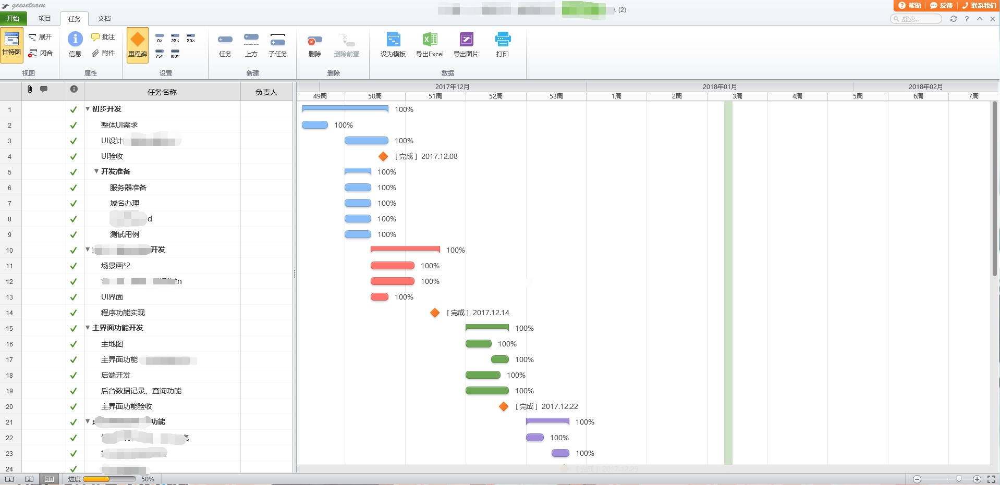 geeseteam
(2)
帮助 反馈 联系我们
开始 项目 任务 文档
搜索...
甘特图 展开 闭合 信息 批注 附件 里程碑 0% 25% 50% 75% 100% 任务 上方 子任务 删除 删除前置 设为模板 导出Excel 导出图片 打印
视图 属性 设置 新建 删除 数据
任务名称 负责人
2017年12月 2018年01月 2018年02月
49周 50周 51周 52周 53周 1周 2周 3周 4周 5周 6周 7周
1 初步开发 100%
2 整体UI需求 100%
3 UI设计 100%
4 UI验收 [ 完成 ] 2017.12.08
5 开发准备 100%
6 服务器准备 100%
7 域名办理 100%
8 d 100%
9 测试用例 100%
10 开发 100%
11 场景画*2 100%
12 *n 100%
13 UI界面 100%
14 程序功能实现 [ 完成 ] 2017.12.14
15 主界面功能开发 100%
16 主地图 100%
17 主界面功能 100%
18 后端开发 100%
19 后台数据记录、查询功能 100%
20 主界面功能验收 [ 完成 ] 2017.12.22
21 功能 100%
22 100%
23 100%
24 [ 完成 ] 2017.12.29
1 2 1 2 进度 50%